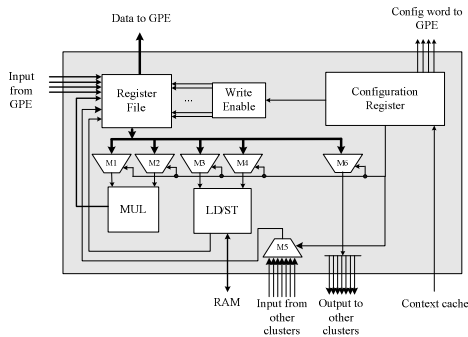 Data to GPE
Config word to
GPE
Input
from
GPE
Register
File
...
Write
Enable
Configuration
Register
M1
M2
M3
M4
M6
MUL
LD/ST
M5
RAM
Input from
other
clusters
Output to
other
clusters
Context cache